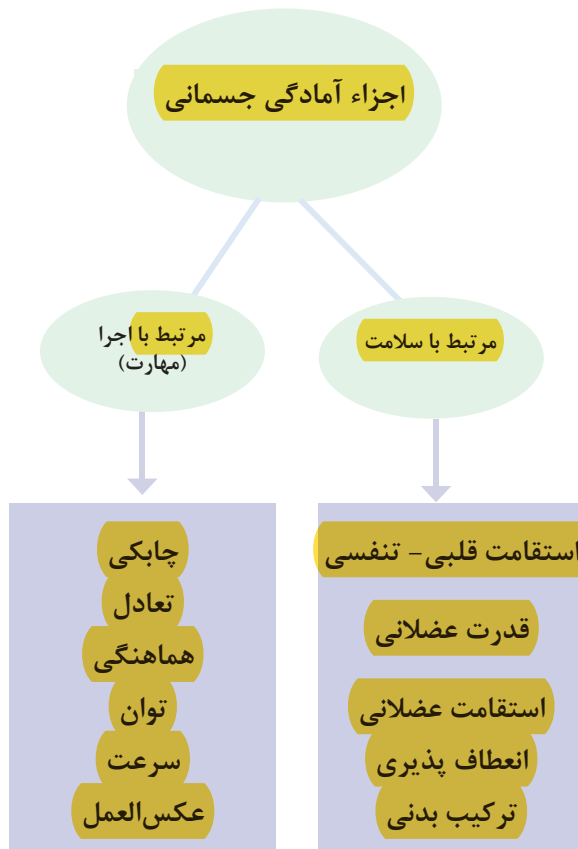 اجزاء آمادگی جسمانی
مرتبط با سلامت
مرتبط با اجرا
(مهارت)
استقامت قلبی- تنفسی
قدرت عضلانی
استقامت عضلانی
انعطاف پذیری
ترکیب بدنی
چابکی
تعادل
هماهنگی
توان
سرعت
عکس‌العمل